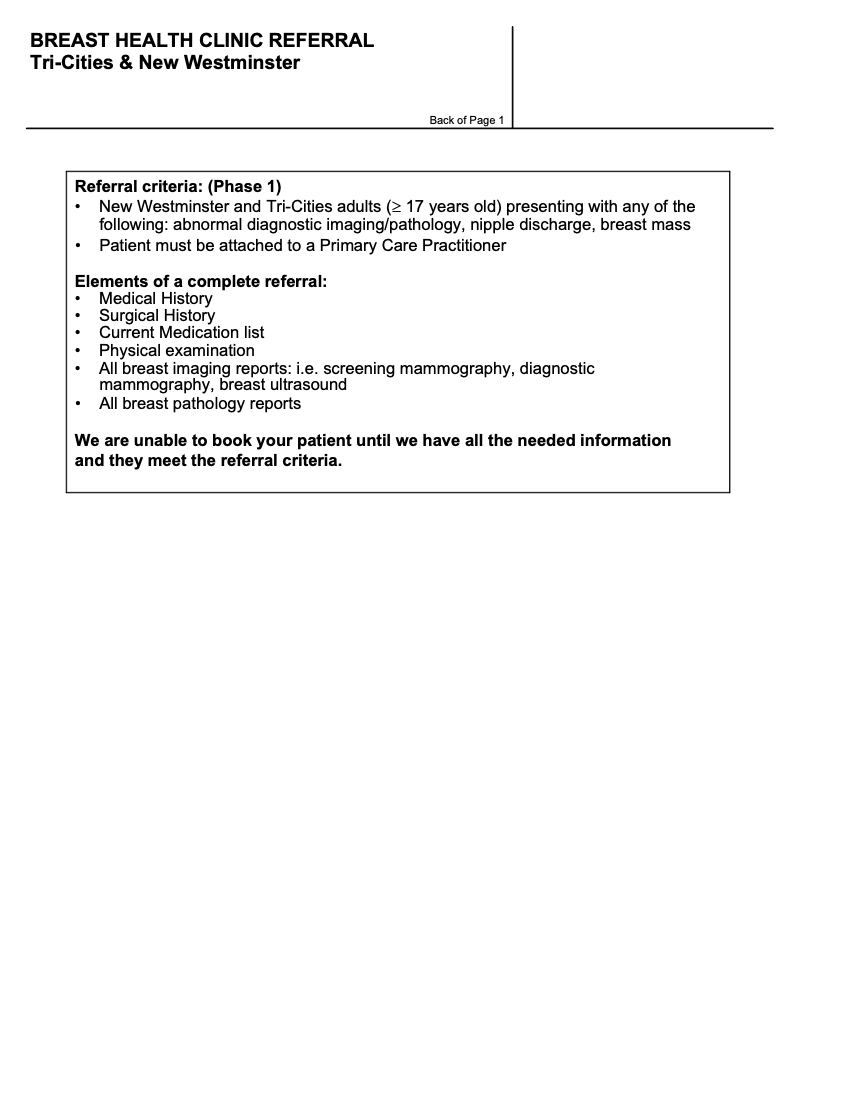 BREAST HEALTH CLINIC REFERRAL
Tri-Cities & New Westminster
Back of Page 1
Referral criteria: (Phase 1)
• New Westminster and Tri-Cities adults (≥ 17 years old) presenting with any of the
following: abnormal diagnostic imaging/pathology, nipple discharge, breast mass
• Patient must be attached to a Primary Care Practitioner
Elements of a complete referral:
• Medical History
• Surgical History
• Current Medication list
• Physical examination
• All breast imaging reports: i.e. screening mammography, diagnostic
mammography, breast ultrasound
• All breast pathology reports
We are unable to book your patient until we have all the needed information
and they meet the referral criteria.